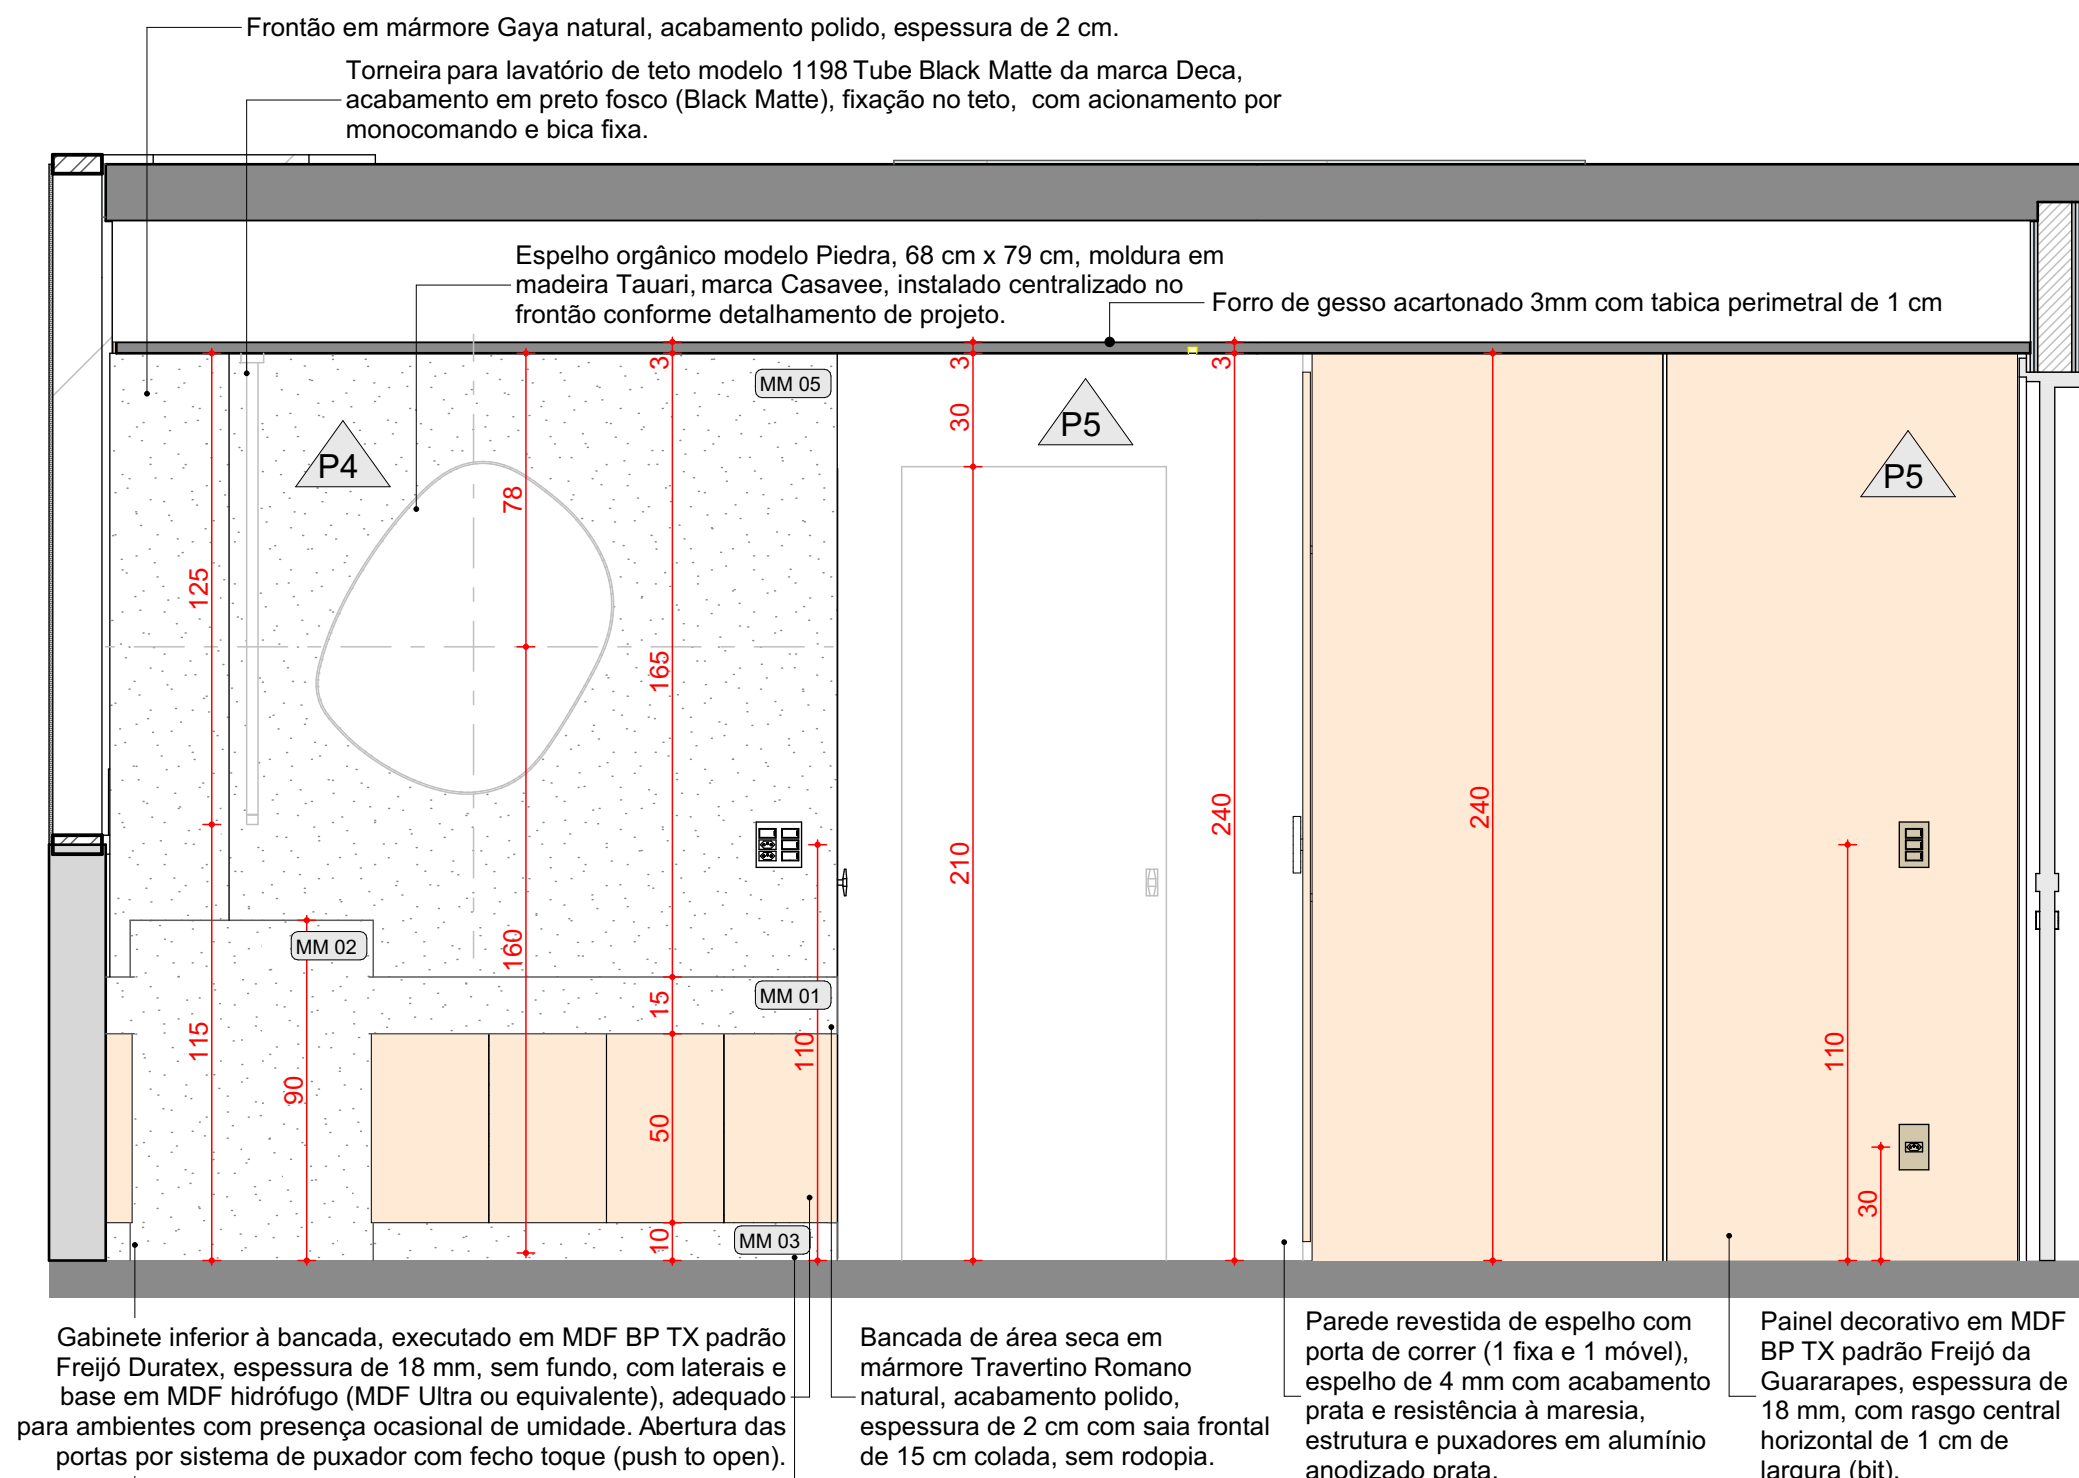 Frontão em mármore Gaya natural, acabamento polido, espessura de 2 cm.
Torneira para lavatório de teto modelo 1198 Tube Black Matte da marca Deca,
acabamento em preto fosco (Black Matte), fixação no teto, com acionamento por
monocomando e bica fixa.
Espelho orgânico modelo Piedra, 68 cm x 79 cm, moldura em
madeira Tauari, marca Casavee, instalado centralizado no
frontão conforme detalhamento de projeto.
Forro de gesso acartonado 3mm com tabica perimetral de 1 cm
3
3
3
MM 05
30
P5
P4
P5
78
125
165
240
240
210
160
MM 02
MM 01
15
115
110
110
90
50
30
10
MM 03
Gabinete inferior à bancada, executado em MDF BP TX padrão
Freijó Duratex, espessura de 18 mm, sem fundo, com laterais e
base em MDF hidrófugo (MDF Ultra ou equivalente), adequado
para ambientes com presença ocasional de umidade. Abertura das
portas por sistema de puxador com fecho toque (push to open).
Bancada de área seca em
mármore Travertino Romano
natural, acabamento polido,
espessura de 2 cm com saia frontal
de 15 cm colada, sem rodopia.
Parede revestida de espelho com
porta de correr (1 fixa e 1 móvel),
espelho de 4 mm com acabamento
prata e resistência à maresia,
estrutura e puxadores em alumínio
anodizado prata.
Painel decorativo em MDF
BP TX padrão Freijó da
Guararapes, espessura de
18 mm, com rasgo central
horizontal de 1 cm de
largura (bit).